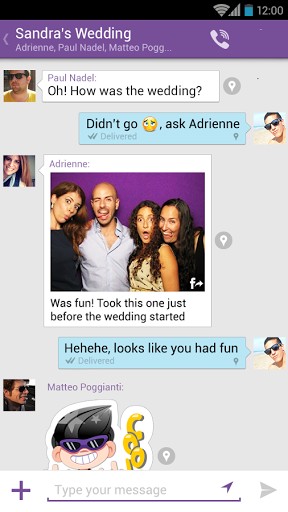 12:00
Sandra's Wedding
Adrienne, Paul Nadel, Matteo Pogg...
Paul Nadel:
Oh! How was the wedding?
Didn't go 😢, ask Adrienne
Delivered
Adrienne:
f
Was fun! Took this one just
before the wedding started
Hehehe, looks like you had fun
Delivered
Matteo Poggianti:
Type your message